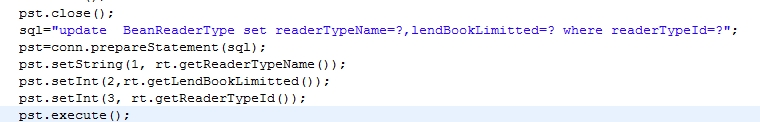 pst.close();
sql="update  BeanReaderType set readerTypeName=?,lendBookLimitted=? where readerTypeId=?";
pst=conn.prepareStatement(sql);
pst.setString(1, rt.getReaderTypeName());
pst.setInt(2,rt.getLendBookLimitted());
pst.setInt(3, rt.getReaderTypeId());
pst.execute();